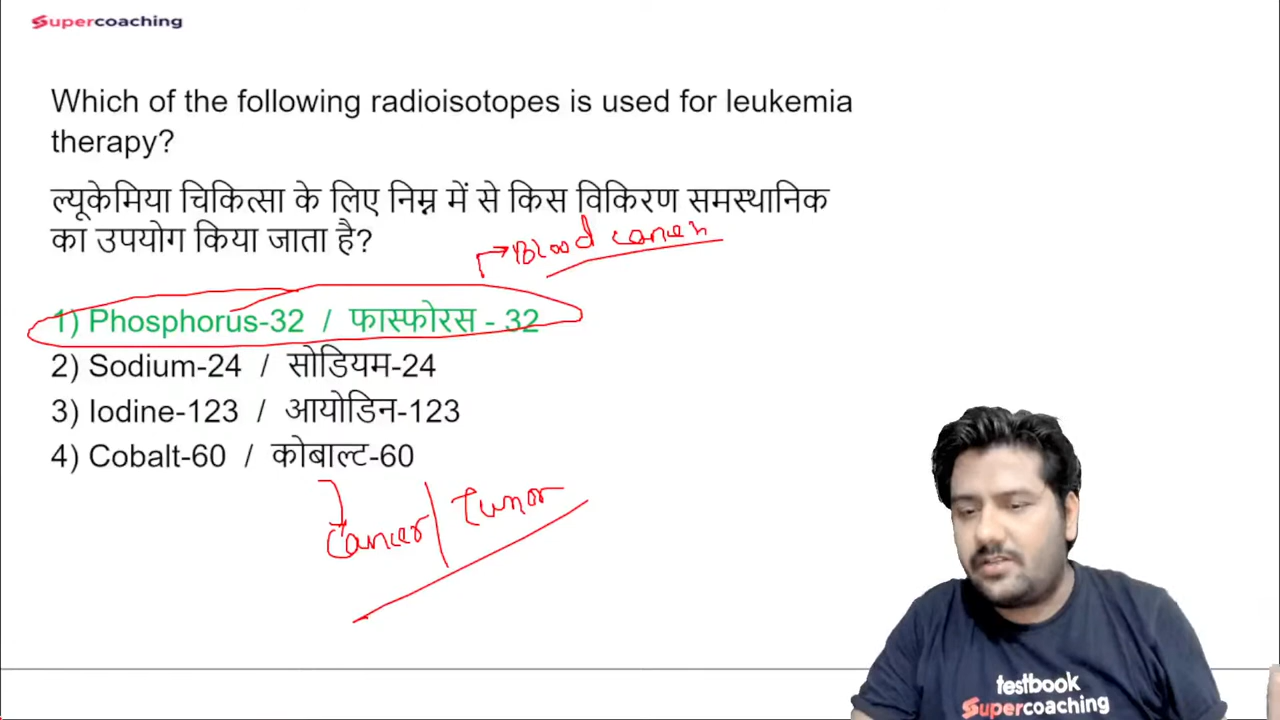 Supercoaching
Which of the following radioisotopes is used for leukemia
therapy?
ल्यूकेमिया चिकित्सा के लिए निम्न में से किस विकिरण समस्थानिक
का उपयोग किया जाता है?
Blood cancer
1) Phosphorus-32 / फास्फोरस - 32
2) Sodium-24 / सोडियम-24
3) Iodine-123 / आयोडिन-123
4) Cobalt-60 / कोबाल्ट-60
Cancer / Tumor
testbook
Supercoaching